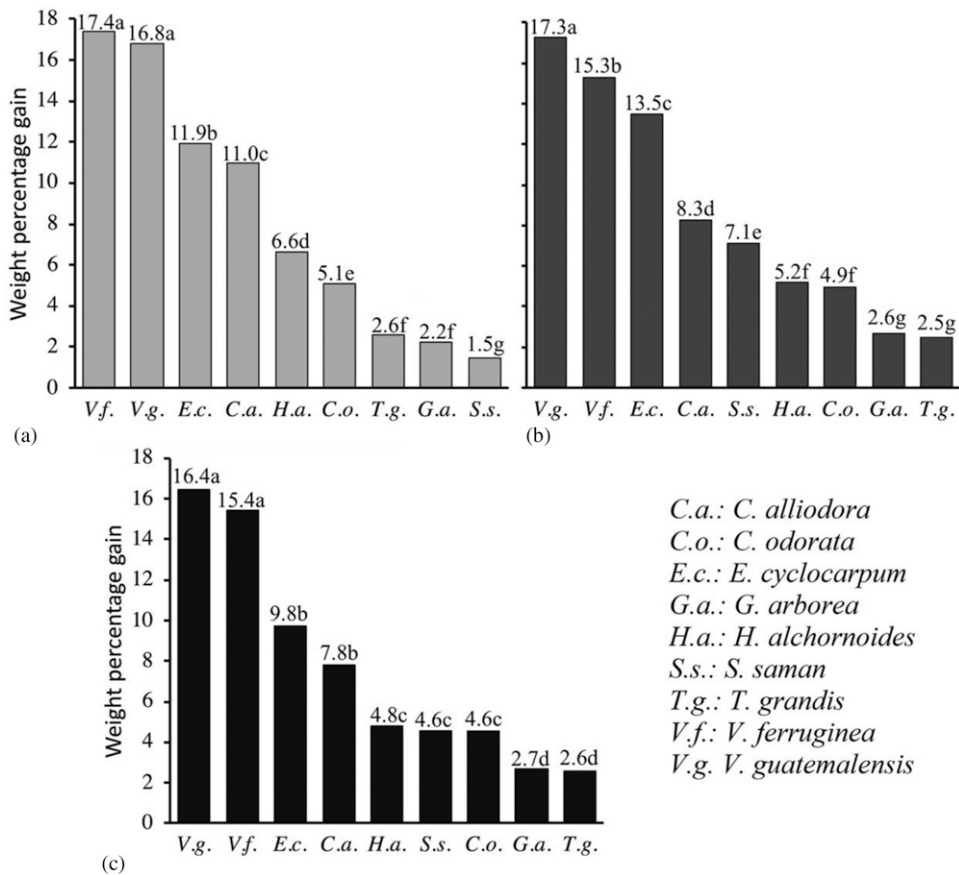 Weight percentage gain
18
16
14
12
10
8
6
4
2
0
17.4a
16.8a
11.9b
11.0c
6.6d
5.1e
2.6f
2.2f
1.5g
V.f. V.g. E.c. C.a. H.a. C.o. T.g. G.a. S.s.
(a)
17.3a
15.3b
13.5c
8.3d
7.1e
5.2f
4.9f
2.6g
2.5g
V.g. V.f. E.c. C.a. S.s. H.a. C.o. G.a. T.g.
(b)
Weight percentage gain
18
16
14
12
10
8
6
4
2
0
16.4a
15.4a
9.8b
7.8b
4.8c
4.6c
4.6c
2.7d
2.6d
V.g. V.f. E.c. C.a. H.a. S.s. C.o. G.a. T.g.
(c)
C.a.: C. alliodora
C.o.: C. odorata
E.c.: E. cyclocarpum
G.a.: G. arborea
H.a.: H. alchornoides
S.s.: S. saman
T.g.: T. grandis
V.f.: V. ferruginea
V.g. V. guatemalensis